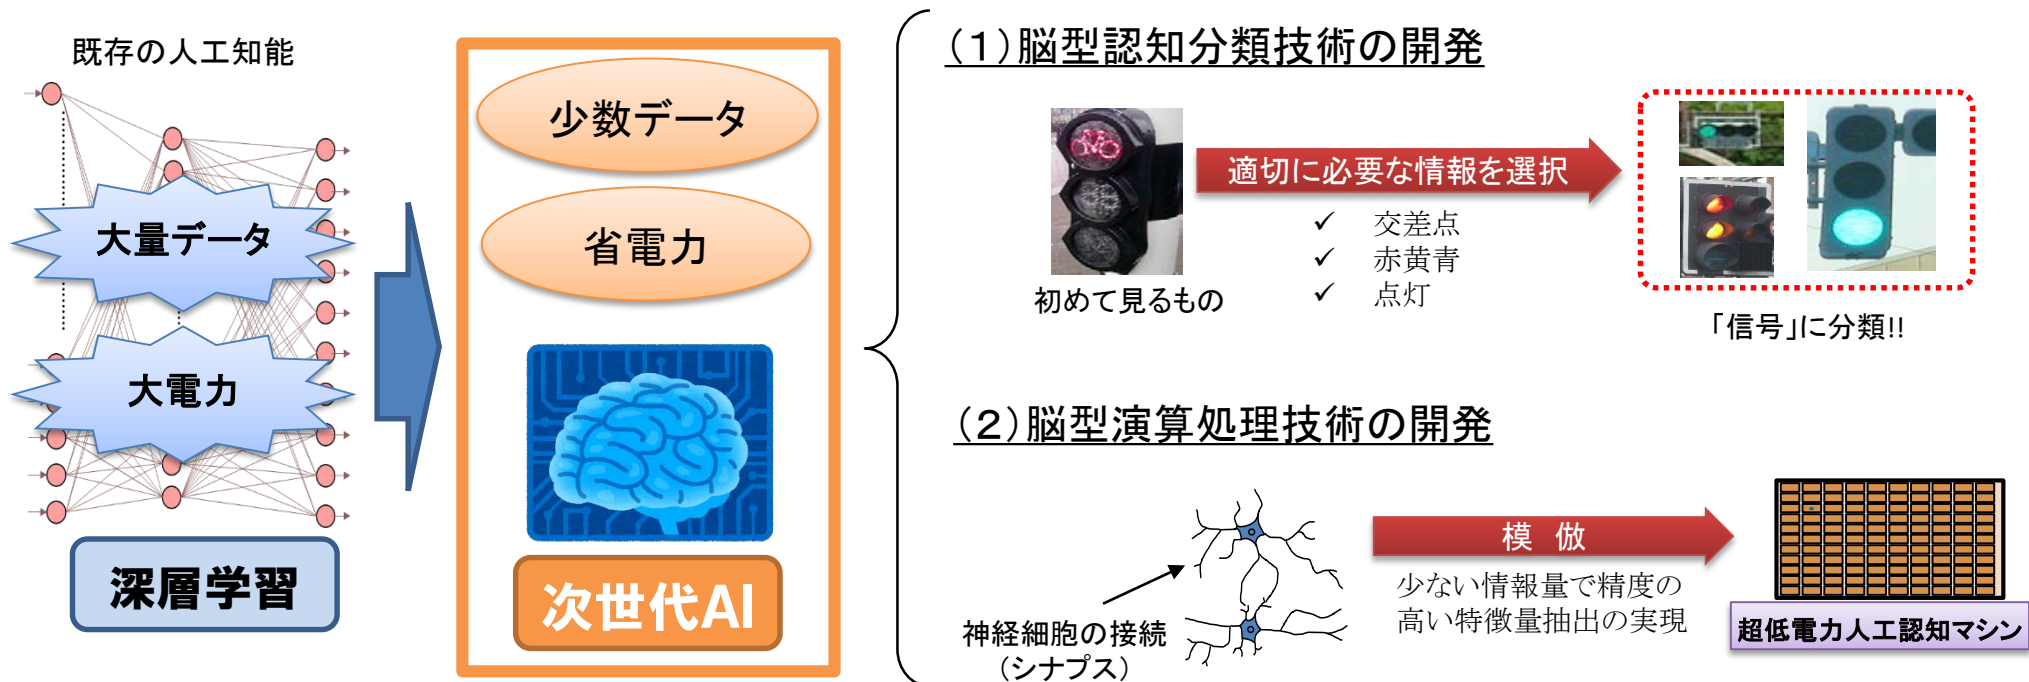 既存の人工知能
大量データ
大電力
深層学習
少数データ
省電力
次世代AI
(1)脳型認知分類技術の開発
初めて見るもの
適切に必要な情報を選択
✓ 交差点
✓ 赤黄青
✓ 点灯
「信号」に分類!!
(2)脳型演算処理技術の開発
神経細胞の接続
(シナプス)
模 倣
少ない情報量で精度の
高い特徴量抽出の実現
超低電力人工認知マシン